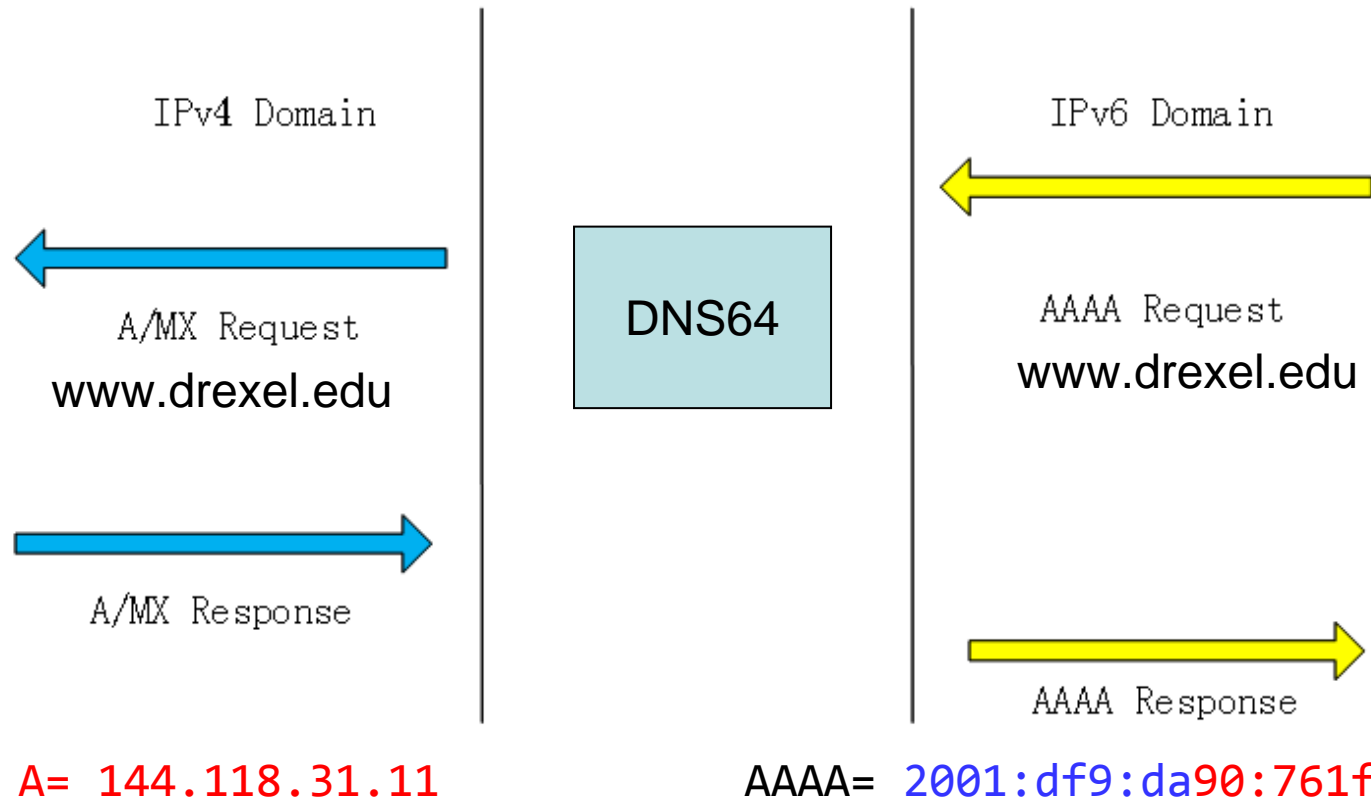 IPv4 Domain
IPv6 Domain
DNS64
A/MX Request
AAAA Request
www.drexel.edu
www.drexel.edu
A/MX Response
AAAA Response
A= 144.118.31.11
AAAA= 2001:df9:da90:761f